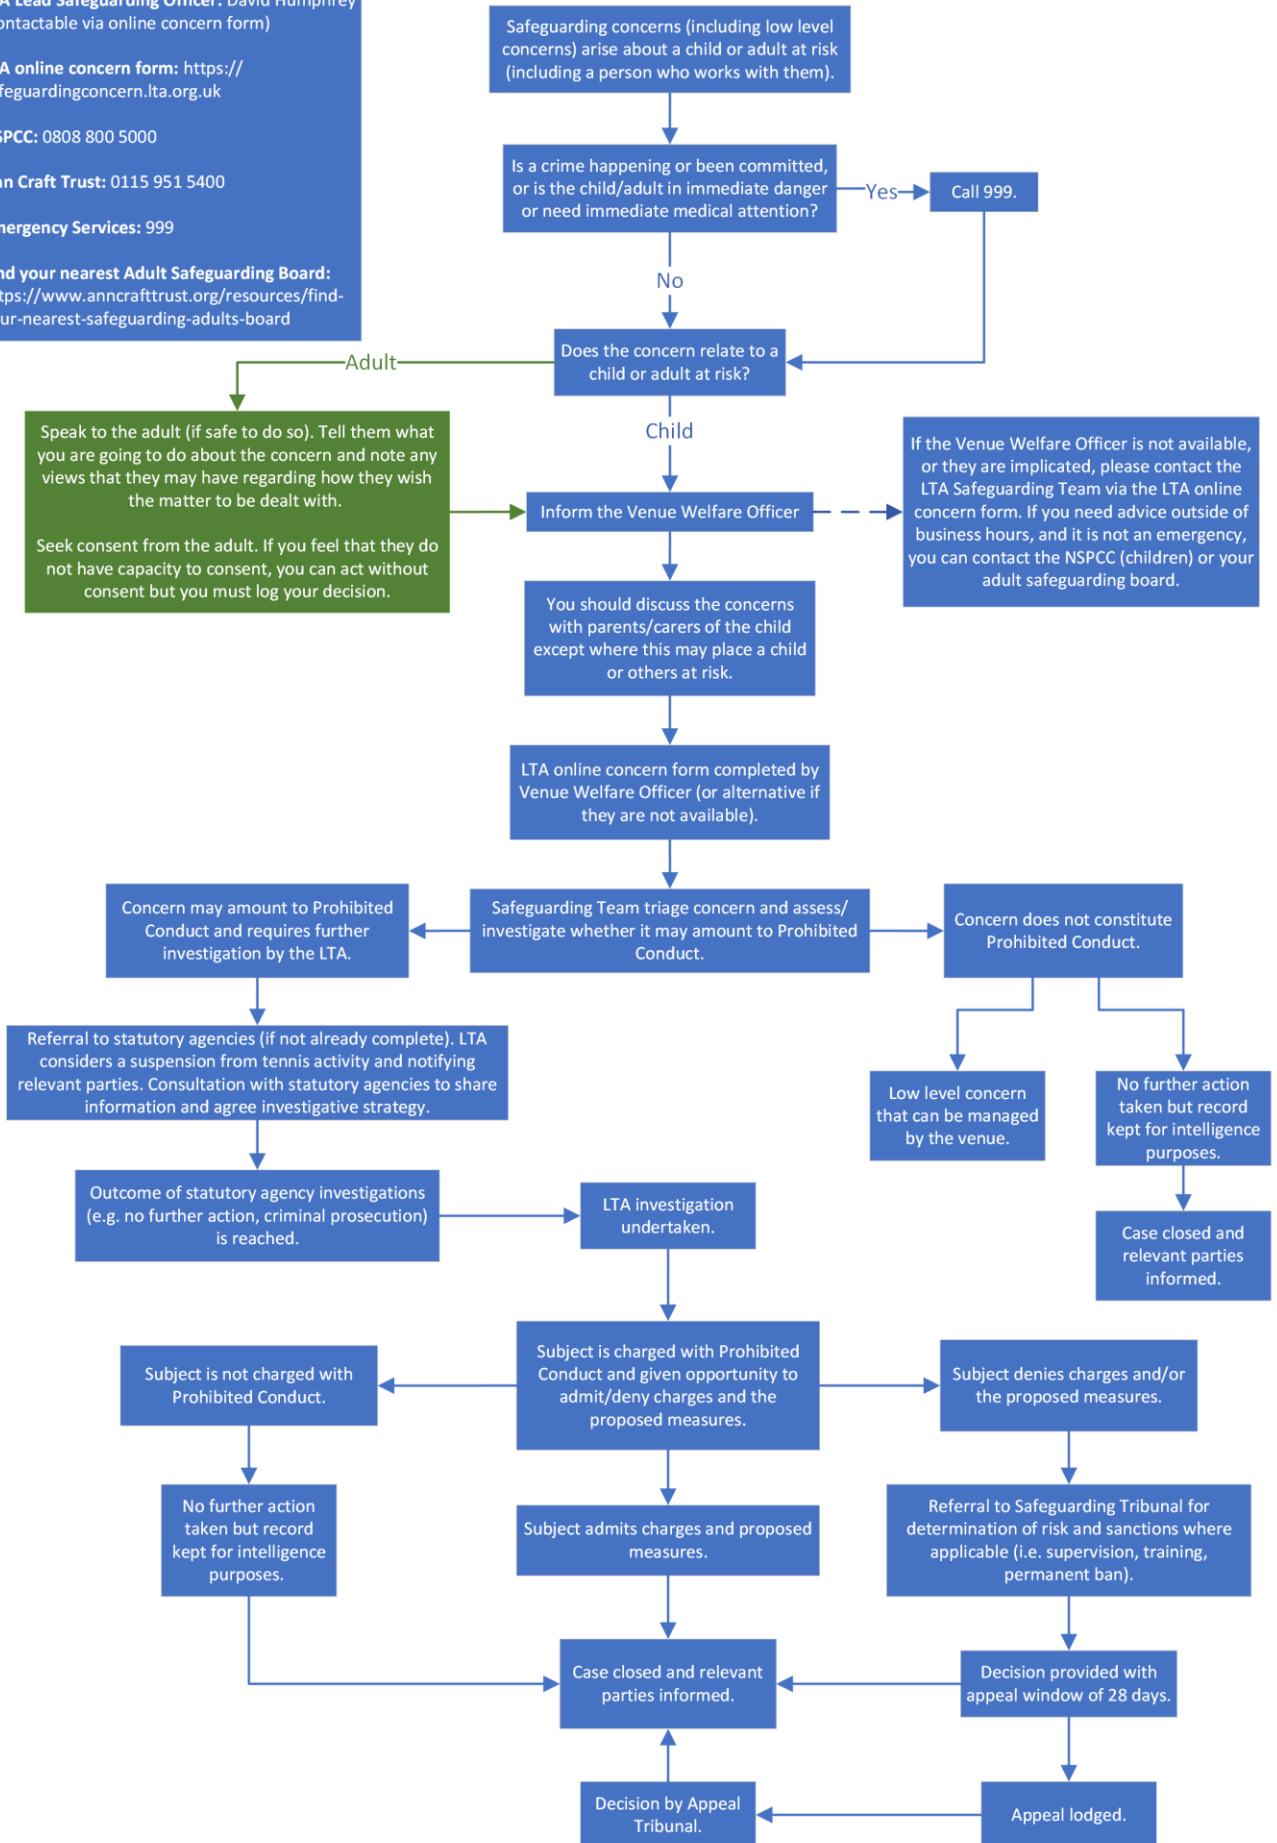 A Lead Safeguarding Officer: David Humphrey
ontactable via online concern form)
A online concern form: https://
feguardingconcern.lta.org.uk
SPCC: 0808 800 5000
nn Craft Trust: 0115 951 5400
mergency Services: 999
nd your nearest Adult Safeguarding Board:
tps://www.anncrafttrust.org/resources/find-
ur-nearest-safeguarding-adults-board
Safeguarding concerns (including low level
concerns) arise about a child or adult at risk
(including a person who works with them).
Is a crime happening or been committed,
or is the child/adult in immediate danger
or need immediate medical attention?
Yes
Call 999.
No
Does the concern relate to a
child or adult at risk?
Adult
Child
Speak to the adult (if safe to do so). Tell them what
you are going to do about the concern and note any
views that they may have regarding how they wish
the matter to be dealt with.
Seek consent from the adult. If you feel that they do
not have capacity to consent, you can act without
consent but you must log your decision.
Inform the Venue Welfare Officer
If the Venue Welfare Officer is not available,
or they are implicated, please contact the
LTA Safeguarding Team via the LTA online
concern form. If you need advice outside of
business hours, and it is not an emergency,
you can contact the NSPCC (children) or your
adult safeguarding board.
You should discuss the concerns
with parents/carers of the child
except where this may place a child
or others at risk.
LTA online concern form completed by
Venue Welfare Officer (or alternative if
they are not available).
Concern may amount to Prohibited
Conduct and requires further
investigation by the LTA.
Safeguarding Team triage concern and assess/
investigate whether it may amount to Prohibited
Conduct.
Concern does not constitute
Prohibited Conduct.
Referral to statutory agencies (if not already complete). LTA
considers a suspension from tennis activity and notifying
relevant parties. Consultation with statutory agencies to share
information and agree investigative strategy.
Low level concern
that can be managed
by the venue.
No further action
taken but record
kept for intelligence
purposes.
Outcome of statutory agency investigations
(e.g. no further action, criminal prosecution)
is reached.
LTA investigation
undertaken.
Case closed and
relevant parties
informed.
Subject is not charged with
Prohibited Conduct.
Subject is charged with Prohibited
Conduct and given opportunity to
admit/deny charges and the
proposed measures.
Subject denies charges and/or
the proposed measures.
No further action
taken but record
kept for intelligence
purposes.
Subject admits charges and proposed
measures.
Referral to Safeguarding Tribunal for
determination of risk and sanctions where
applicable (i.e. supervision, training,
permanent ban).
Case closed and relevant
parties informed.
Decision provided with
appeal window of 28 days.
Decision by Appeal
Tribunal.
Appeal lodged.